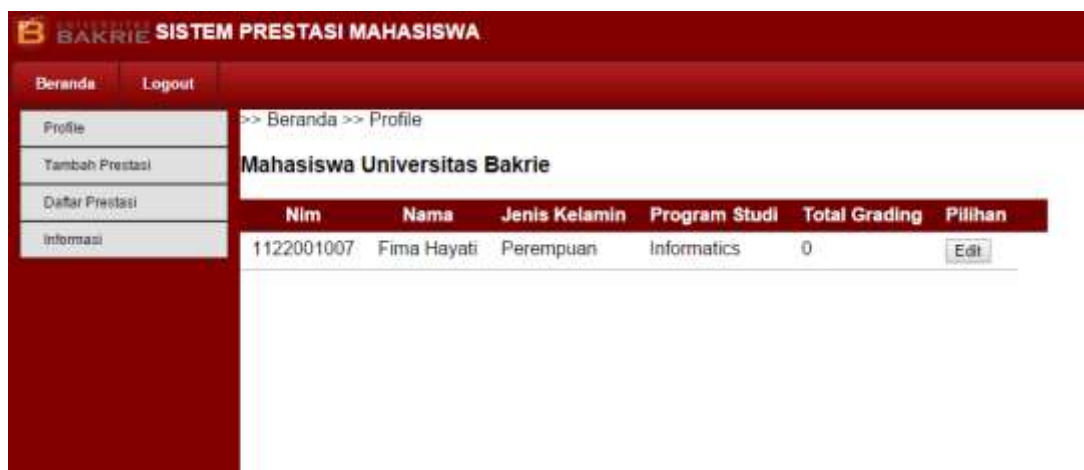 UNIVERSITAS
BAKRIE SISTEM PRESTASI MAHASISWA
Beranda Logout
Profile
Tambah Prestasi
Daftar Prestasi
Informasi
>> Beranda >> Profile
Mahasiswa Universitas Bakrie
Nim Nama Jenis Kelamin Program Studi Total Grading Pilihan
1122001007 Fima Hayati Perempuan Informatics 0 Edit